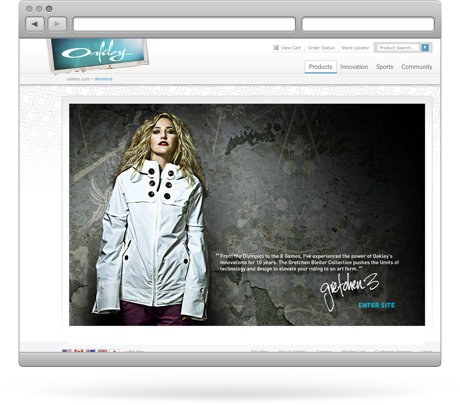 Oakley
View Cart
Order Status
Store Locator
Product Search...
Products
Innovation
Sports
Community
oakley.com » Womens
" From the Olympics to the X Games, I've experienced the power of Oakley's
innovations for 10 years. The Gretchen Bleiler Collection pushes the limits of
technology and design to elevate your riding to an art form. "
gretchen
ENTER SITE